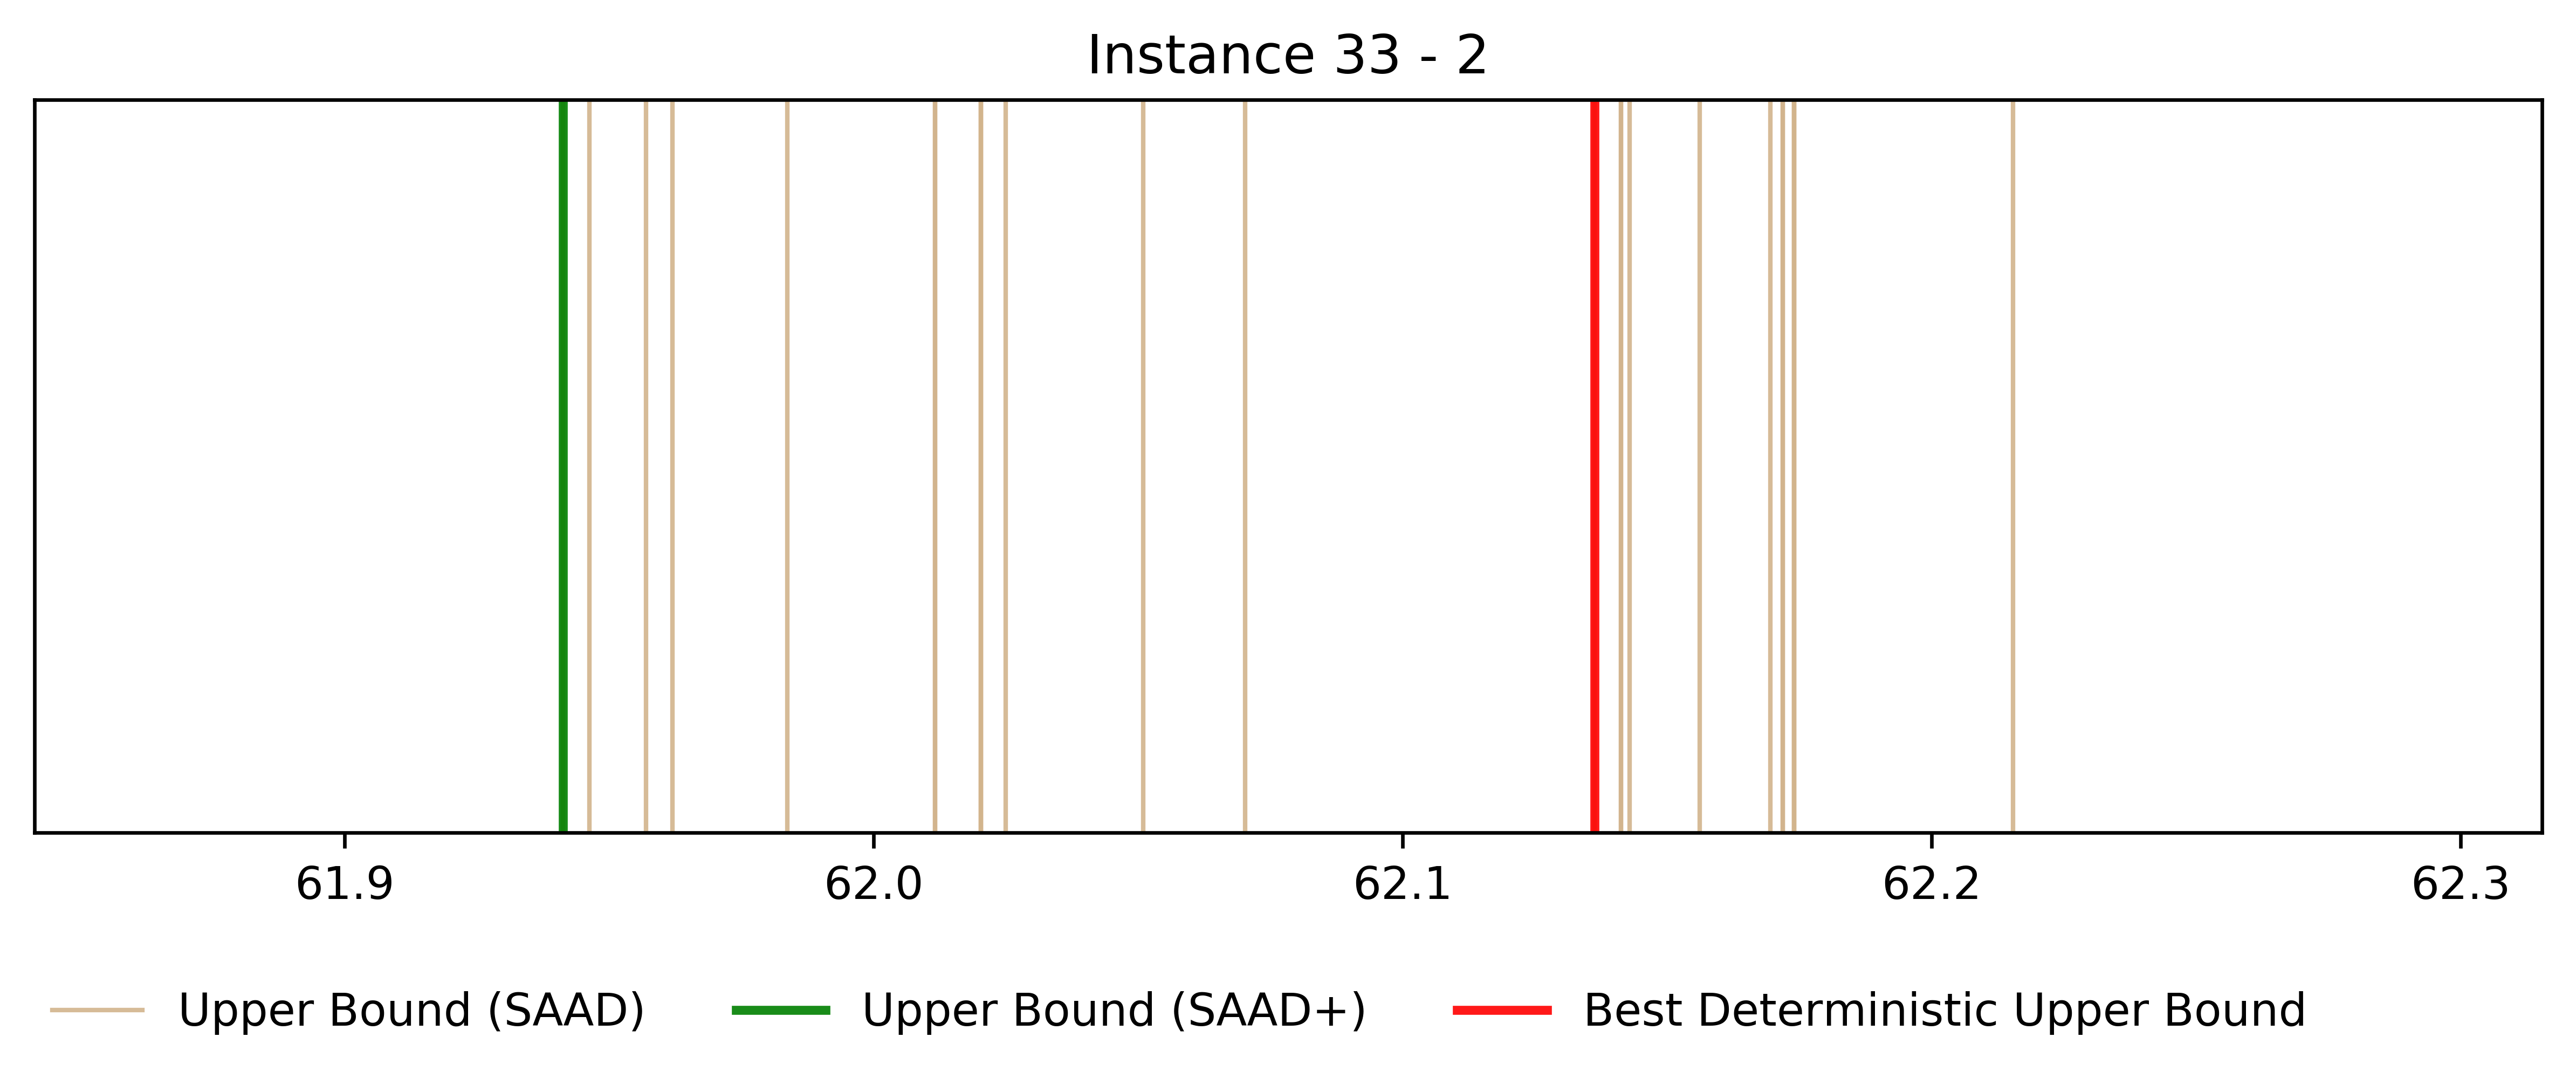 Instance 33 - 2
61.9 62.0 62.1 62.2 62.3
Upper Bound (SAAD) Upper Bound (SAAD+) Best Deterministic Upper Bound